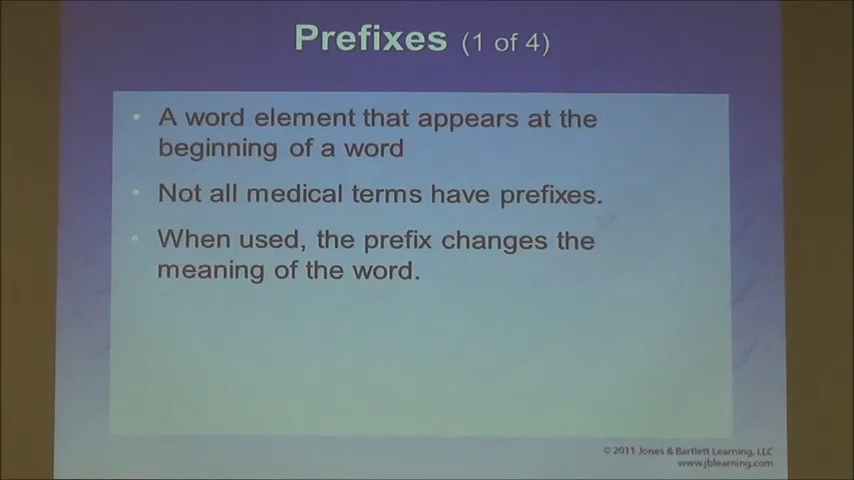 Prefixes (1 of 4)
• A word element that appears at the
beginning of a word
• Not all medical terms have prefixes.
• When used, the prefix changes the
meaning of the word.
© 2011 Jones & Bartlett Learning, LLC
www.jblearning.com